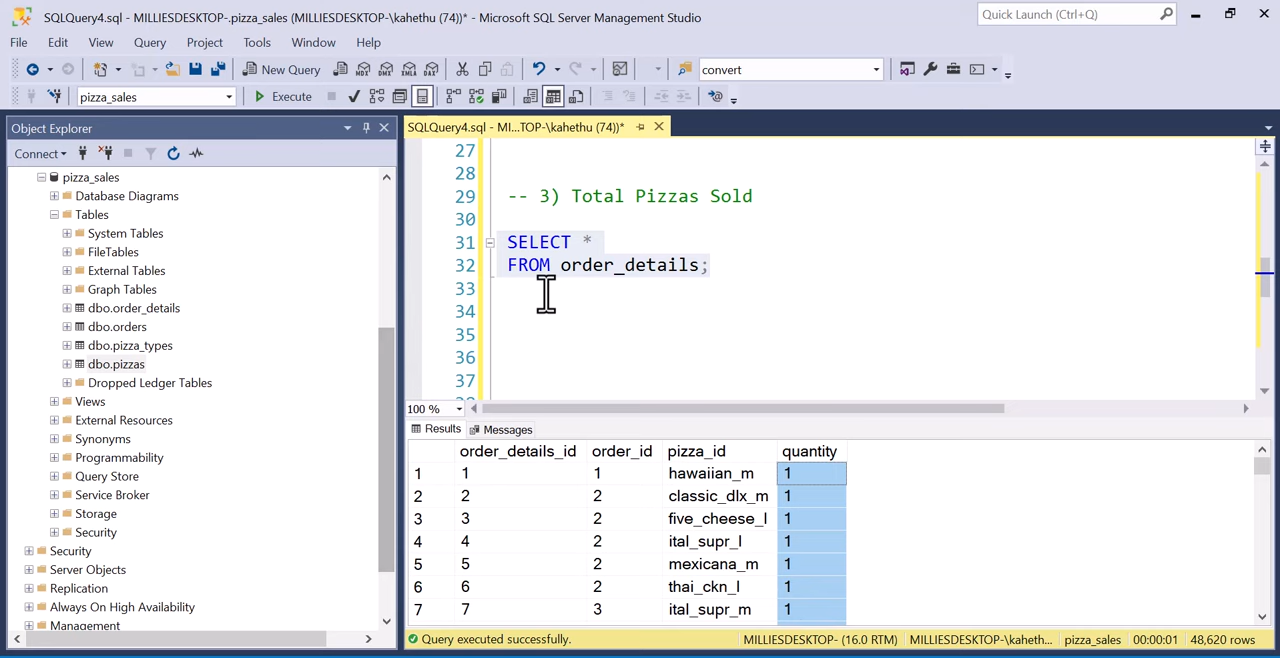 SQLQuery4.sql - MILLIESDESKTOP-.pizza_sales (MILLIESDESKTOP-\kahethu (74))* - Microsoft SQL Server Management Studio
Quick Launch (Ctrl+Q)
File Edit View Query Project Tools Window Help
New Query MDX DMX XMLA DAX convert
pizza_sales Execute
Object Explorer
SQLQuery4.sql - MI...TOP-\kahethu (74))*
Connect
pizza_sales
Database Diagrams
Tables
System Tables
FileTables
External Tables
Graph Tables
dbo.order_details
dbo.orders
dbo.pizza_types
dbo.pizzas
Dropped Ledger Tables
Views
External Resources
Synonyms
Programmability
Query Store
Service Broker
Storage
Security
Security
Server Objects
Replication
Always On High Availability
Management
27
28
29 -- 3) Total Pizzas Sold
30
31 SELECT *
32 FROM order_details;
33
34
35
36
37
100 %
Results Messages
order_details_id order_id pizza_id quantity
1 1 1 hawaiian_m 1
2 2 2 classic_dlx_m 1
3 3 2 five_cheese_l 1
4 4 2 ital_supr_l 1
5 5 2 mexicana_m 1
6 6 2 thai_ckn_l 1
7 7 3 ital_supr_m 1
Query executed successfully. MILLIESDESKTOP- (16.0 RTM) MILLIESDESKTOP-\kaheth... pizza_sales 00:00:01 48,620 rows